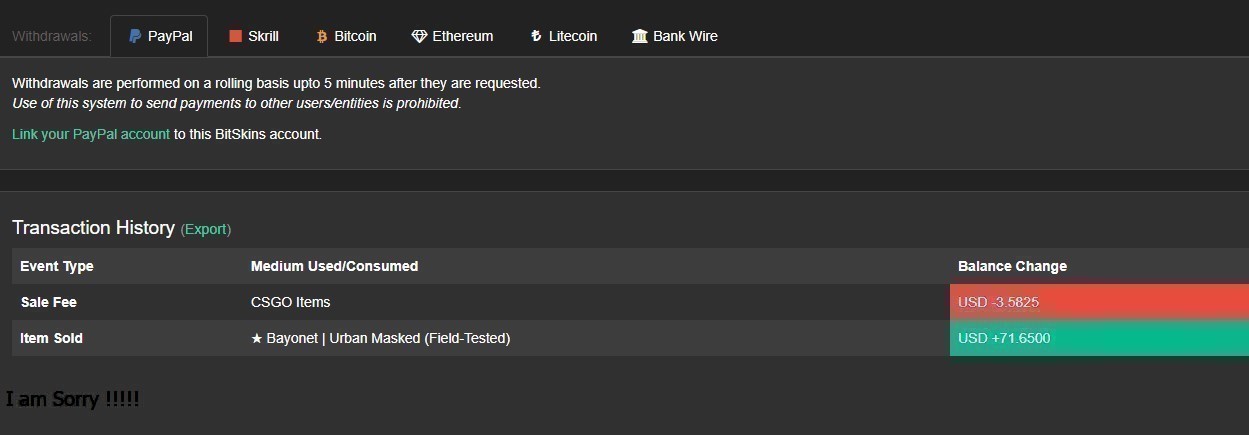 Withdrawals: PayPal Skrill Bitcoin Ethereum Litecoin Bank Wire
Withdrawals are performed on a rolling basis upto 5 minutes after they are requested.
Use of this system to send payments to other users/entities is prohibited.
Link your PayPal account to this BitSkins account.
Transaction History (Export)
Event Type Medium Used/Consumed Balance Change
Sale Fee CSGO Items USD -3.5825
Item Sold ★ Bayonet | Urban Masked (Field-Tested) USD +71.6500
I am Sorry !!!!!